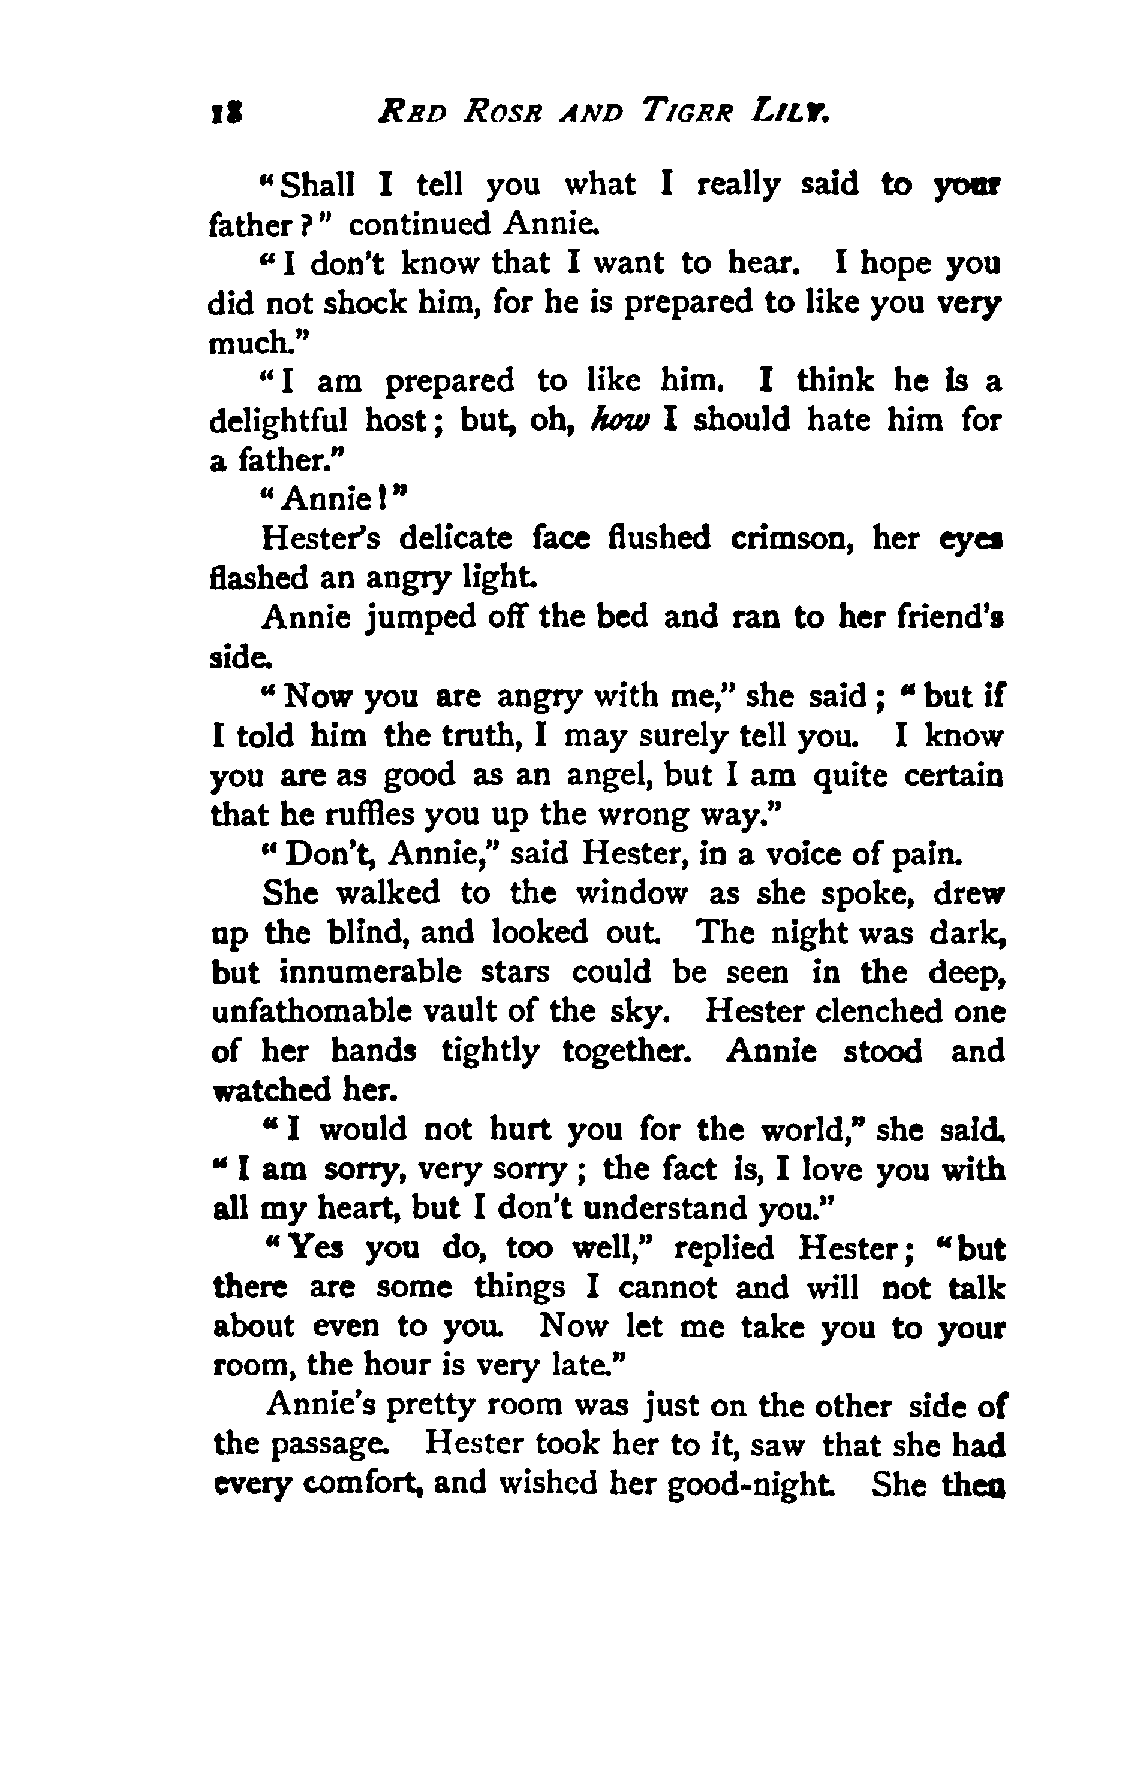 18 RED ROSE AND TIGER LILY.
"Shall I tell you what I really said to your
father?" continued Annie.
"I don't know that I want to hear. I hope you
did not shock him, for he is prepared to like you very
much."
"I am prepared to like him. I think he is a
delightful host; but, oh, how I should hate him for
a father."
"Annie!"
Hester's delicate face flushed crimson, her eyes
flashed an angry light.
Annie jumped off the bed and ran to her friend's
side.
"Now you are angry with me," she said; "but if
I told him the truth, I may surely tell you. I know
you are as good as an angel, but I am quite certain
that he ruffles you up the wrong way."
"Don't, Annie," said Hester, in a voice of pain.
She walked to the window as she spoke, drew
up the blind, and looked out. The night was dark,
but innumerable stars could be seen in the deep,
unfathomable vault of the sky. Hester clenched one
of her hands tightly together. Annie stood and
watched her.
"I would not hurt you for the world," she said.
"I am sorry, very sorry; the fact is, I love you with
all my heart, but I don't understand you."
"Yes you do, too well," replied Hester; "but
there are some things I cannot and will not talk
about even to you. Now let me take you to your
room, the hour is very late."
Annie's pretty room was just on the other side of
the passage. Hester took her to it, saw that she had
every comfort, and wished her good-night. She then